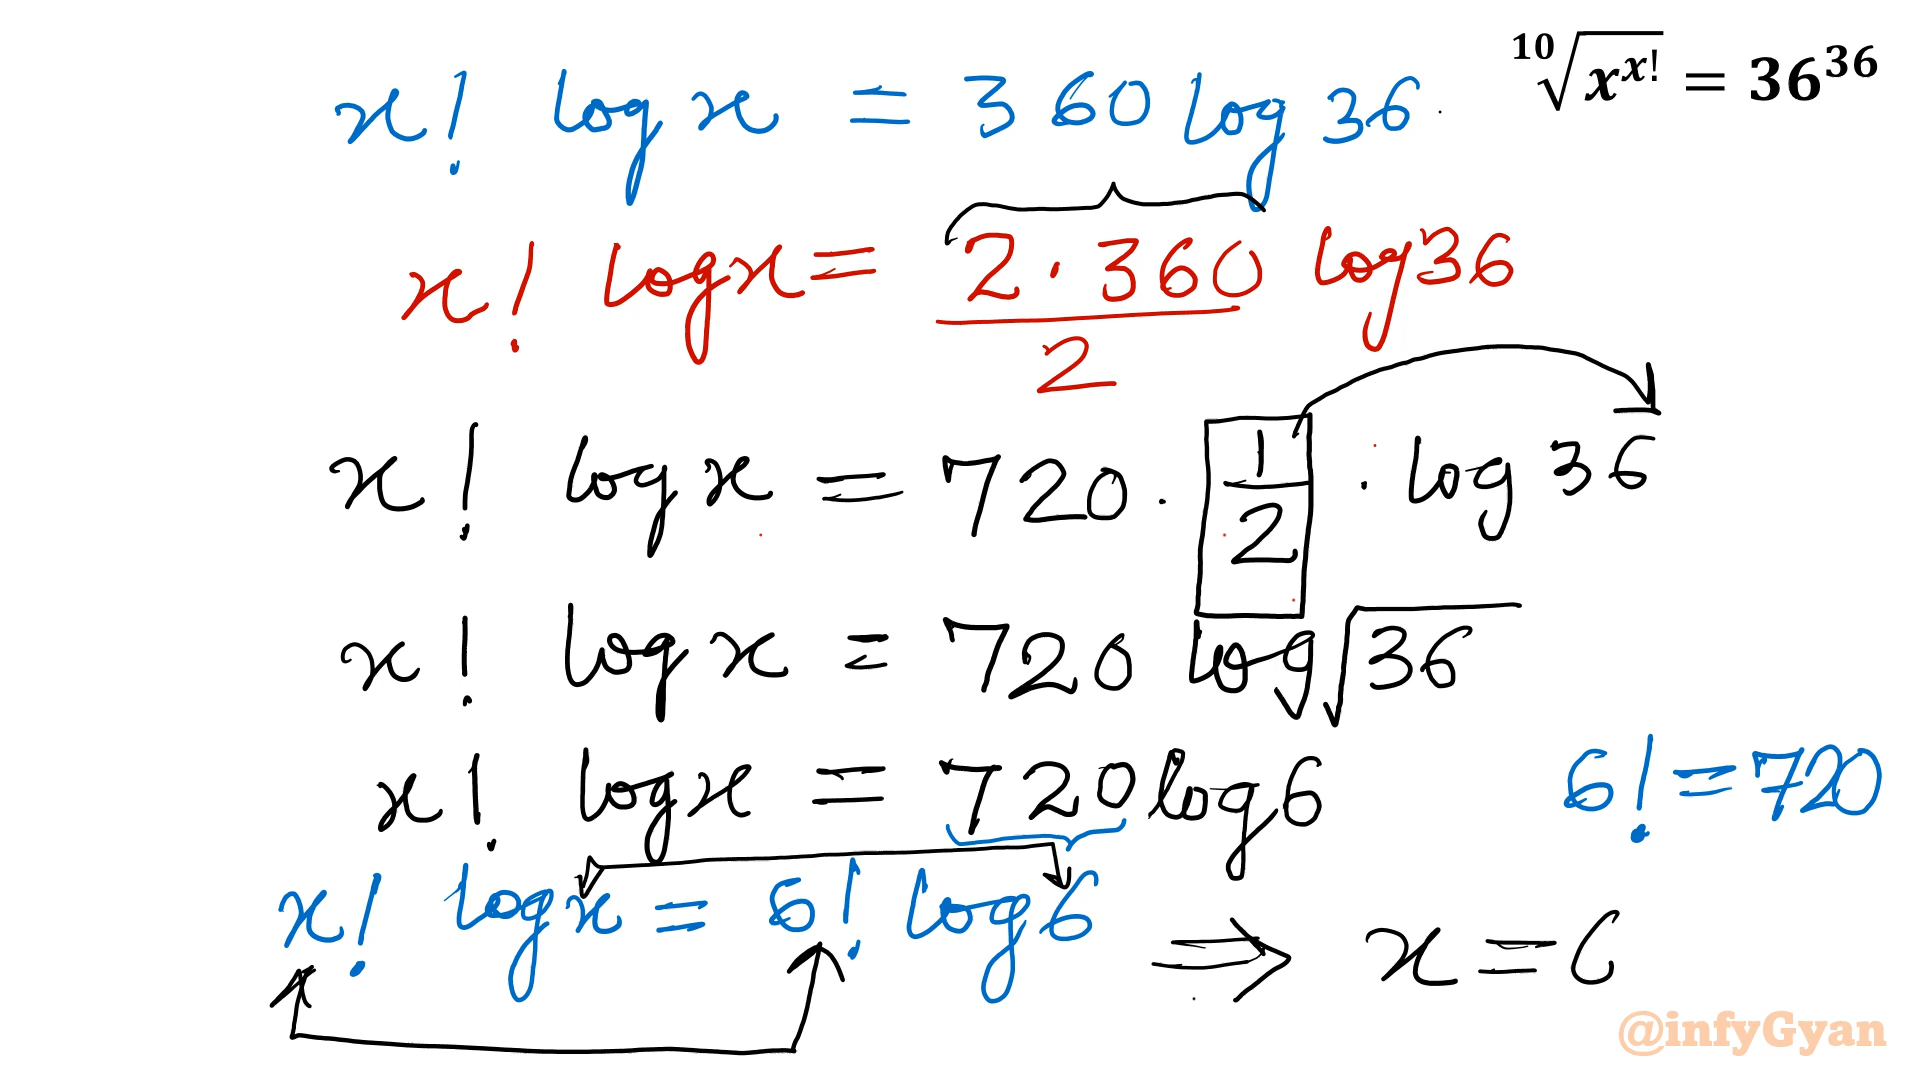 x! log x = 360 log 36
¹⁰√(x^(x!)) = 36³⁶
x! log x = (2 · 360)/2 log 36
x! log x = 720 · 1/2 · log 36
x! log x = 720 log √36
x! log x = 720 log 6
6! = 720
x! log x = 6! log 6 ⇒ x = 6
@infyGyan